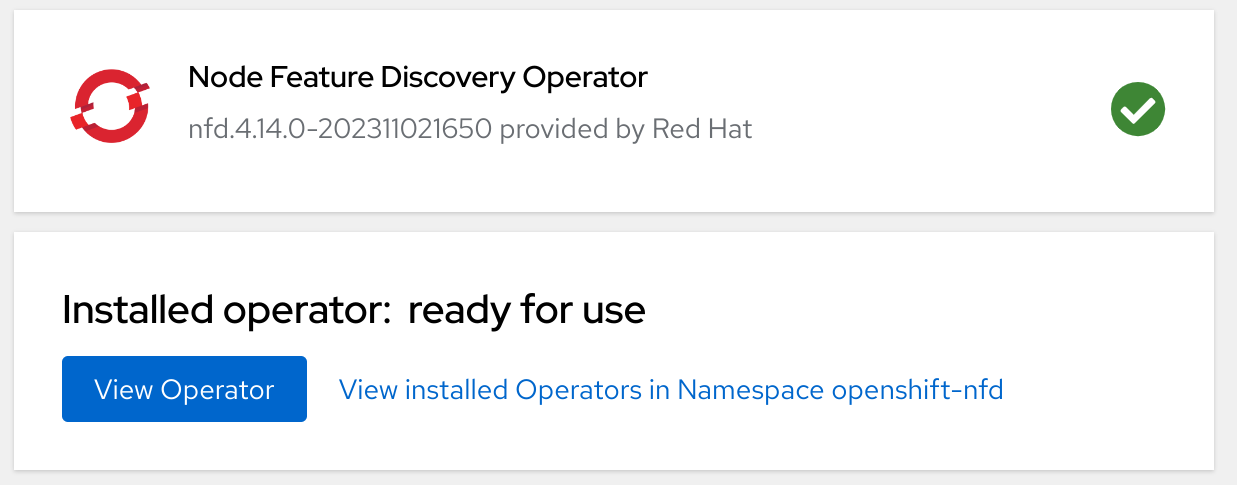 Node Feature Discovery Operator
nfd.4.14.0-202311021650 provided by Red Hat
Installed operator: ready for use
View Operator
View installed Operators in Namespace openshift-nfd